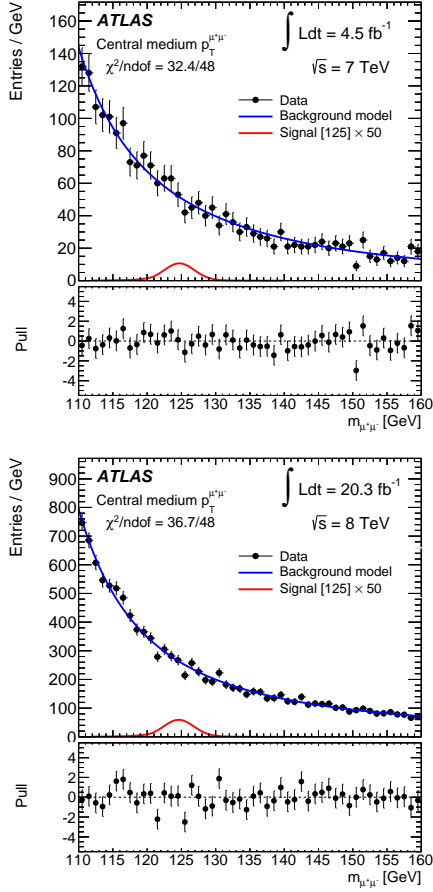 ATLAS
Central medium p_T^{μ⁺μ⁻}
χ²/ndof = 32.4/48
∫ Ldt = 4.5 fb⁻¹
√s = 7 TeV
Data
Background model
Signal [125] × 50
Entries / GeV
160
140
120
100
80
60
40
20
0
Pull
4
2
0
-2
-4
110 115 120 125 130 135 140 145 150 155 160
m_{μ⁺μ⁻} [GeV]
ATLAS
Central medium p_T^{μ⁺μ⁻}
χ²/ndof = 36.7/48
∫ Ldt = 20.3 fb⁻¹
√s = 8 TeV
Data
Background model
Signal [125] × 50
Entries / GeV
900
800
700
600
500
400
300
200
100
0
Pull
4
2
0
-2
-4
110 115 120 125 130 135 140 145 150 155 160
m_{μ⁺μ⁻} [GeV]